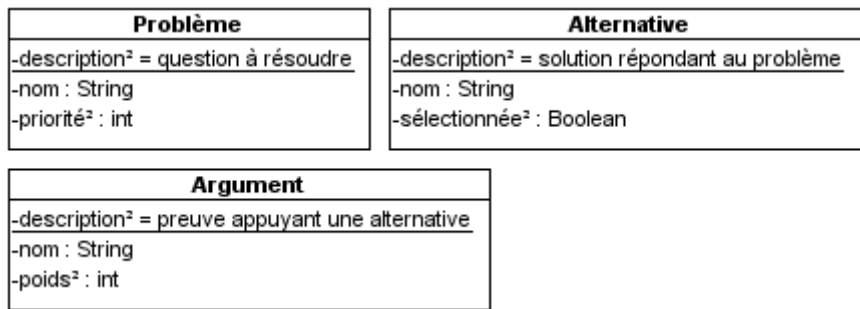 Problème
-description² = question à résoudre
-nom : String
-priorité² : int
Alternative
-description² = solution répondant au problème
-nom : String
-sélectionnée² : Boolean
Argument
-description² = preuve appuyant une alternative
-nom : String
-poids² : int